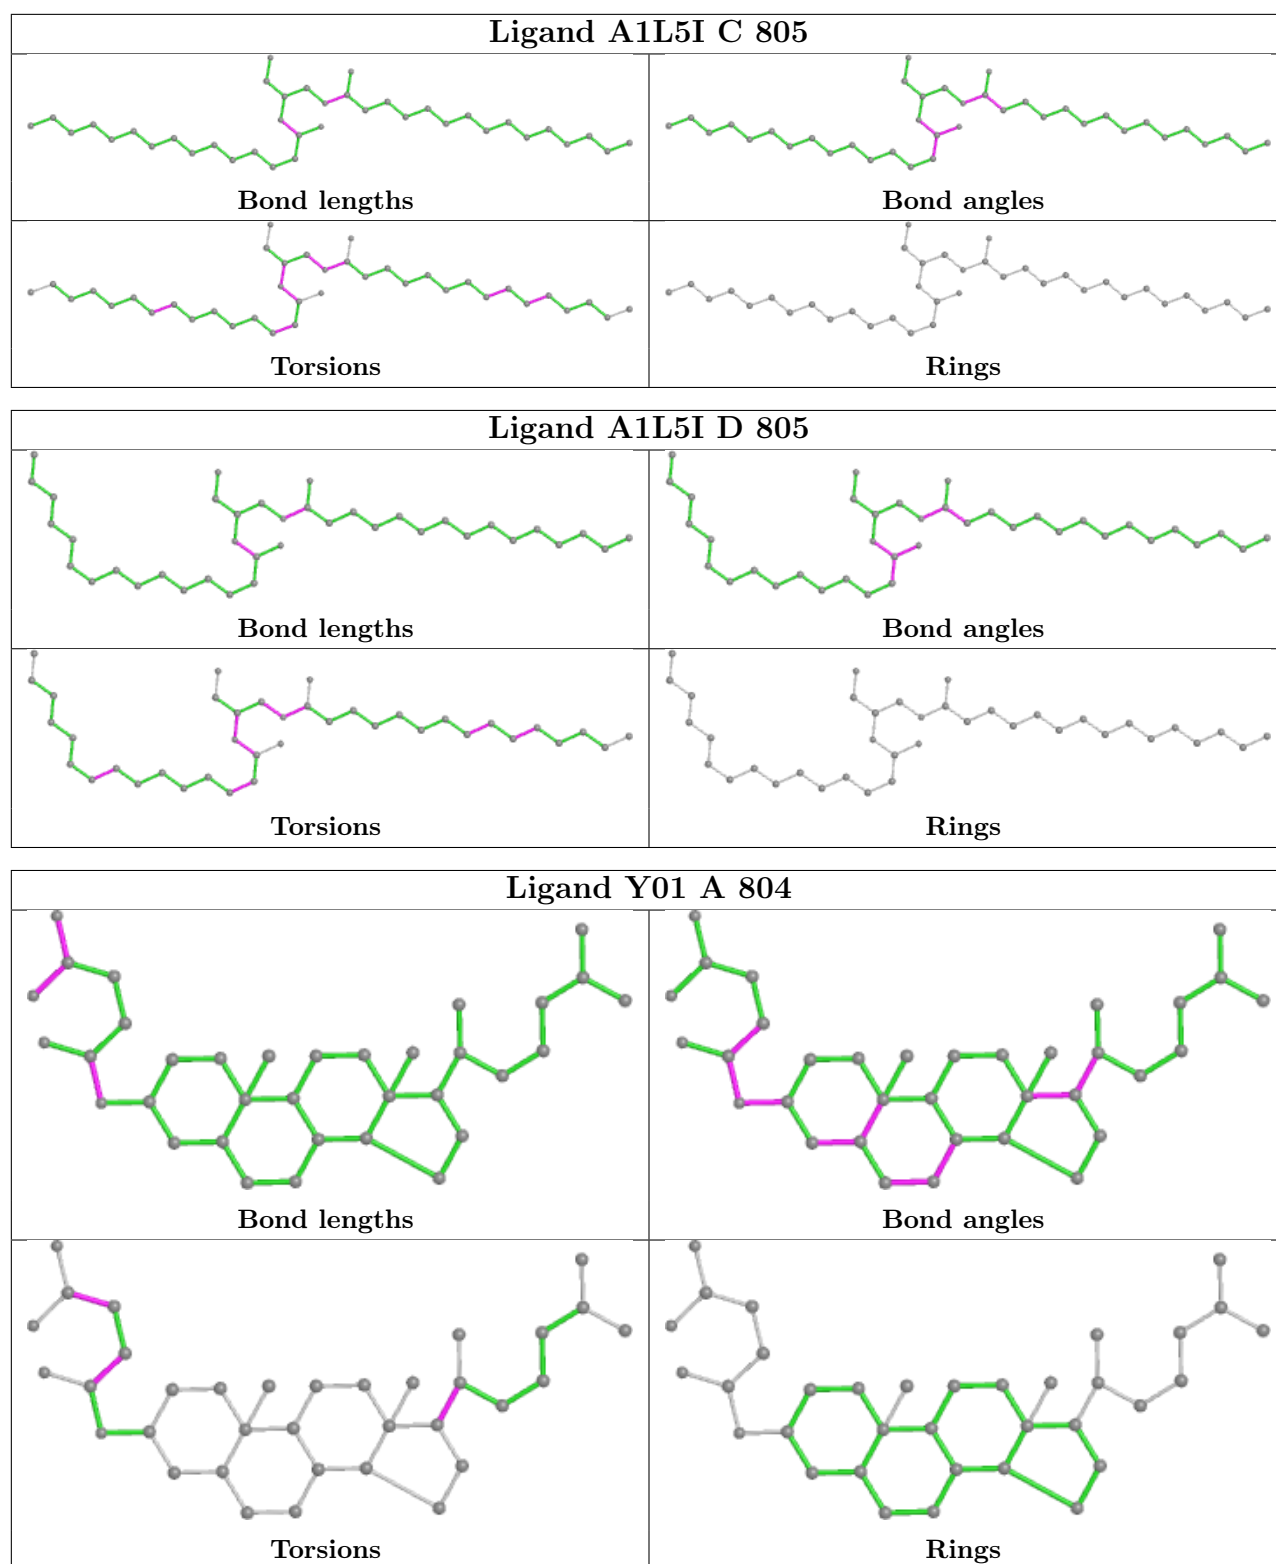 Ligand A1L5I C 805
Bond lengths
Bond angles
Torsions
Rings
Ligand A1L5I D 805
Bond lengths
Bond angles
Torsions
Rings
Ligand Y01 A 804
Bond lengths
Bond angles
Torsions
Rings